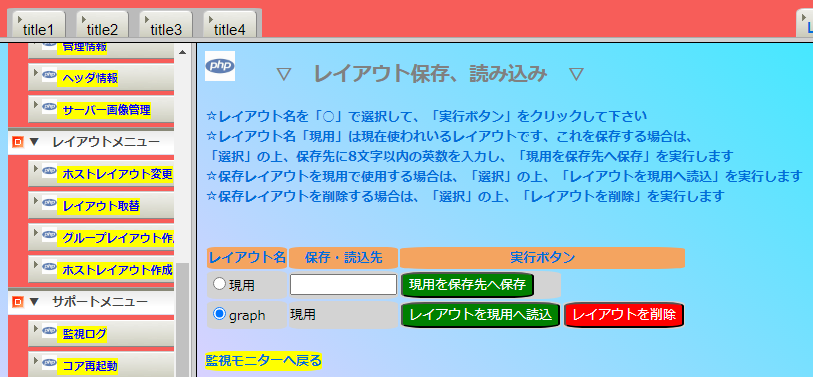 title1 title2 title3 title4
管理情報
ヘッダ情報
サーバー画像管理
▼ レイアウトメニュー
ホストレイアウト変更
レイアウト取替
グループレイアウト作
ホストレイアウト作成
▼ サポートメニュー
監視ログ
コア再起動
php
▽ レイアウト保存、読み込み ▽
☆レイアウト名を「○」で選択して、「実行ボタン」をクリックして下さい
☆レイアウト名「現用」は現在使われいるレイアウトです、これを保存する場合は、
「選択」の上、保存先に8文字以内の英数を入力し、「現用を保存先へ保存」を実行します
☆保存レイアウトを現用で使用する場合は、「選択」の上、「レイアウトを現用へ読込」を実行します
☆保存レイアウトを削除する場合は、「選択」の上、「レイアウトを削除」を実行します
レイアウト名 保存・読込先 実行ボタン
現用 現用を保存先へ保存
graph 現用 レイアウトを現用へ読込 レイアウトを削除
監視モニターへ戻る